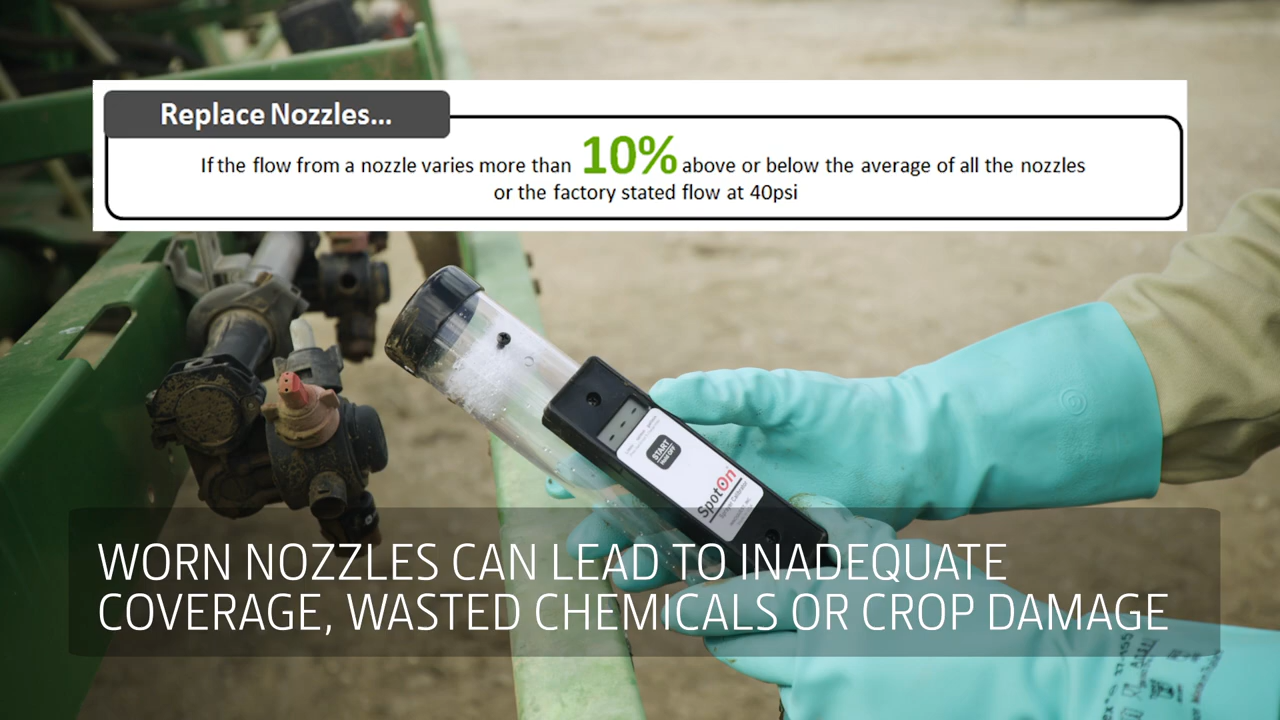 Replace Nozzles...
If the flow from a nozzle varies more than 10% above or below the average of all the nozzles
or the factory stated flow at 40psi
START
SpotOn
Sprayer Calibrator
WORN NOZZLES CAN LEAD TO INADEQUATE
COVERAGE, WASTED CHEMICALS OR CROP DAMAGE